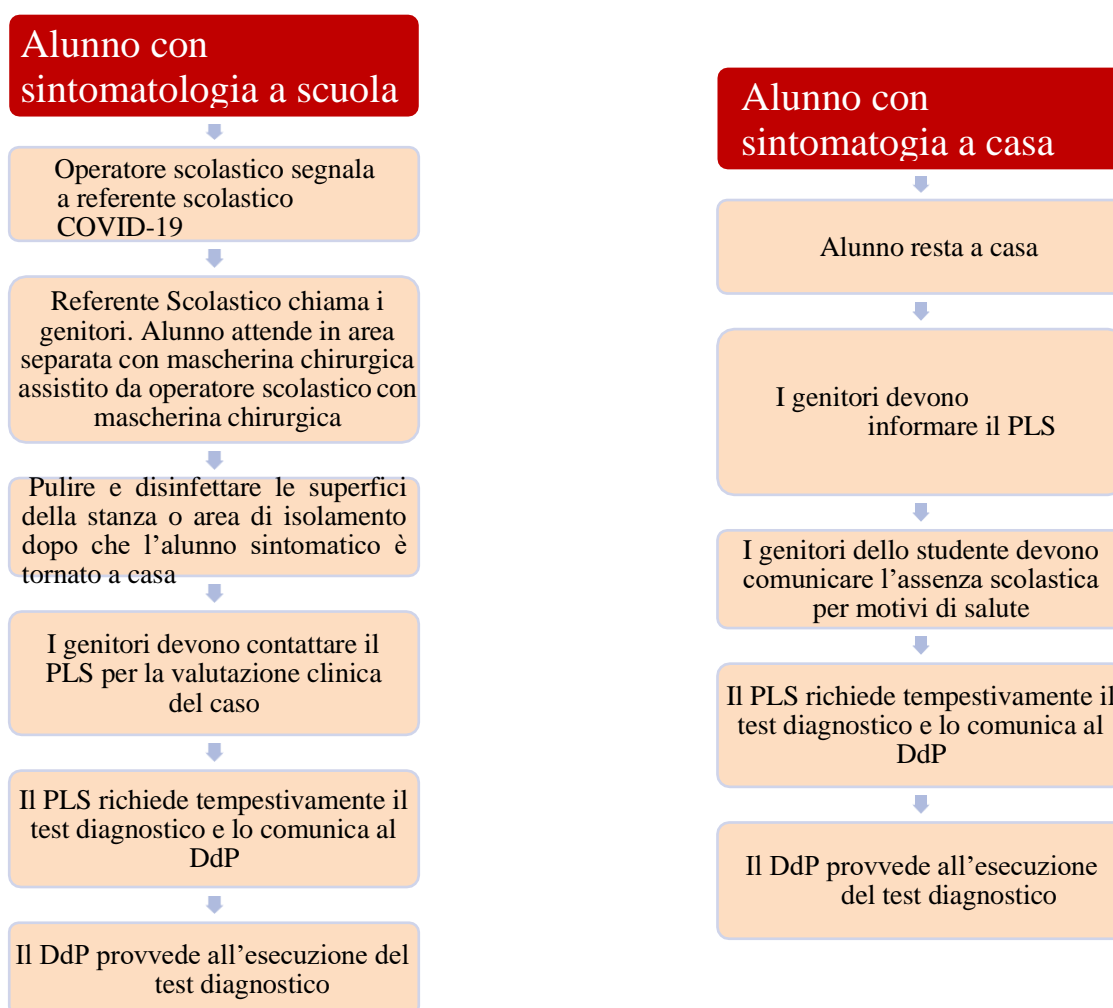 Alunno con
sintomatologia a scuola
Operatore scolastico segnala
a referente scolastico
COVID-19
Referente Scolastico chiama i
genitori. Alunno attende in area
separata con mascherina chirurgica
assistito da operatore scolastico con
mascherina chirurgica
Pulire e disinfettare le superfici
della stanza o area di isolamento
dopo che l’alunno sintomatico è
tornato a casa
I genitori devono contattare il
PLS per la valutazione clinica
del caso
Il PLS richiede tempestivamente il
test diagnostico e lo comunica al
DdP
Il DdP provvede all’esecuzione del
test diagnostico
Alunno con
sintomatogia a casa
Alunno resta a casa
I genitori devono
informare il PLS
I genitori dello studente devono
comunicare l’assenza scolastica
per motivi di salute
Il PLS richiede tempestivamente il
test diagnostico e lo comunica al
DdP
Il DdP provvede all’esecuzione
del test diagnostico